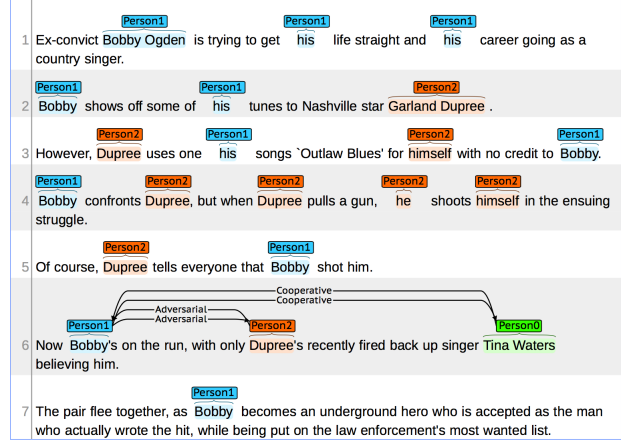 Person1 Person1 Person1
1 Ex-convict Bobby Ogden is trying to get his life straight and his career going as a
country singer.
Person1 Person1 Person2
2 Bobby shows off some of his tunes to Nashville star Garland Dupree .
Person2 Person1 Person2 Person1
3 However, Dupree uses one his songs `Outlaw Blues' for himself with no credit to Bobby.
Person1 Person2 Person2 Person2 Person2
4 Bobby confronts Dupree, but when Dupree pulls a gun, he shoots himself in the ensuing
struggle.
Person2 Person1
5 Of course, Dupree tells everyone that Bobby shot him.
Cooperative
Cooperative
Adversarial
Adversarial
Person1 Person2 Person0
6 Now Bobby's on the run, with only Dupree's recently fired back up singer Tina Waters
believing him.
Person1
7 The pair flee together, as Bobby becomes an underground hero who is accepted as the man
who actually wrote the hit, while being put on the law enforcement's most wanted list.